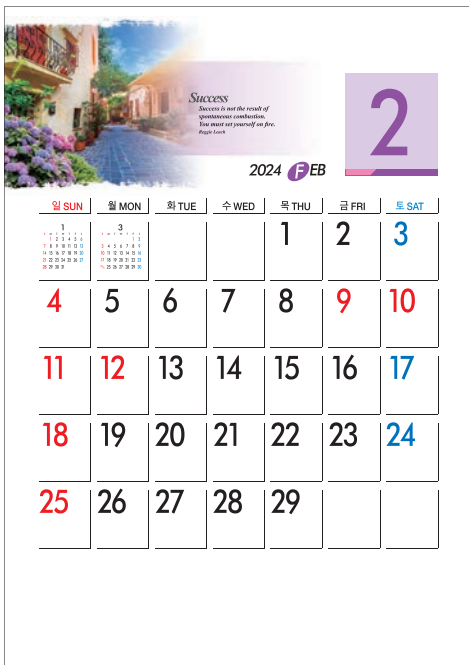 Success
Success is not the result of
spontaneous combustion.
You must set yourself on fire.
Reggie Leach
2
2024 FEB
일 SUN 월 MON 화 TUE 수 WED 목 THU 금 FRI 토 SAT
1 3
1 2 3
4 5 6 7 8 9 10
11 12 13 14 15 16 17
18 19 20 21 22 23 24
25 26 27 28 29